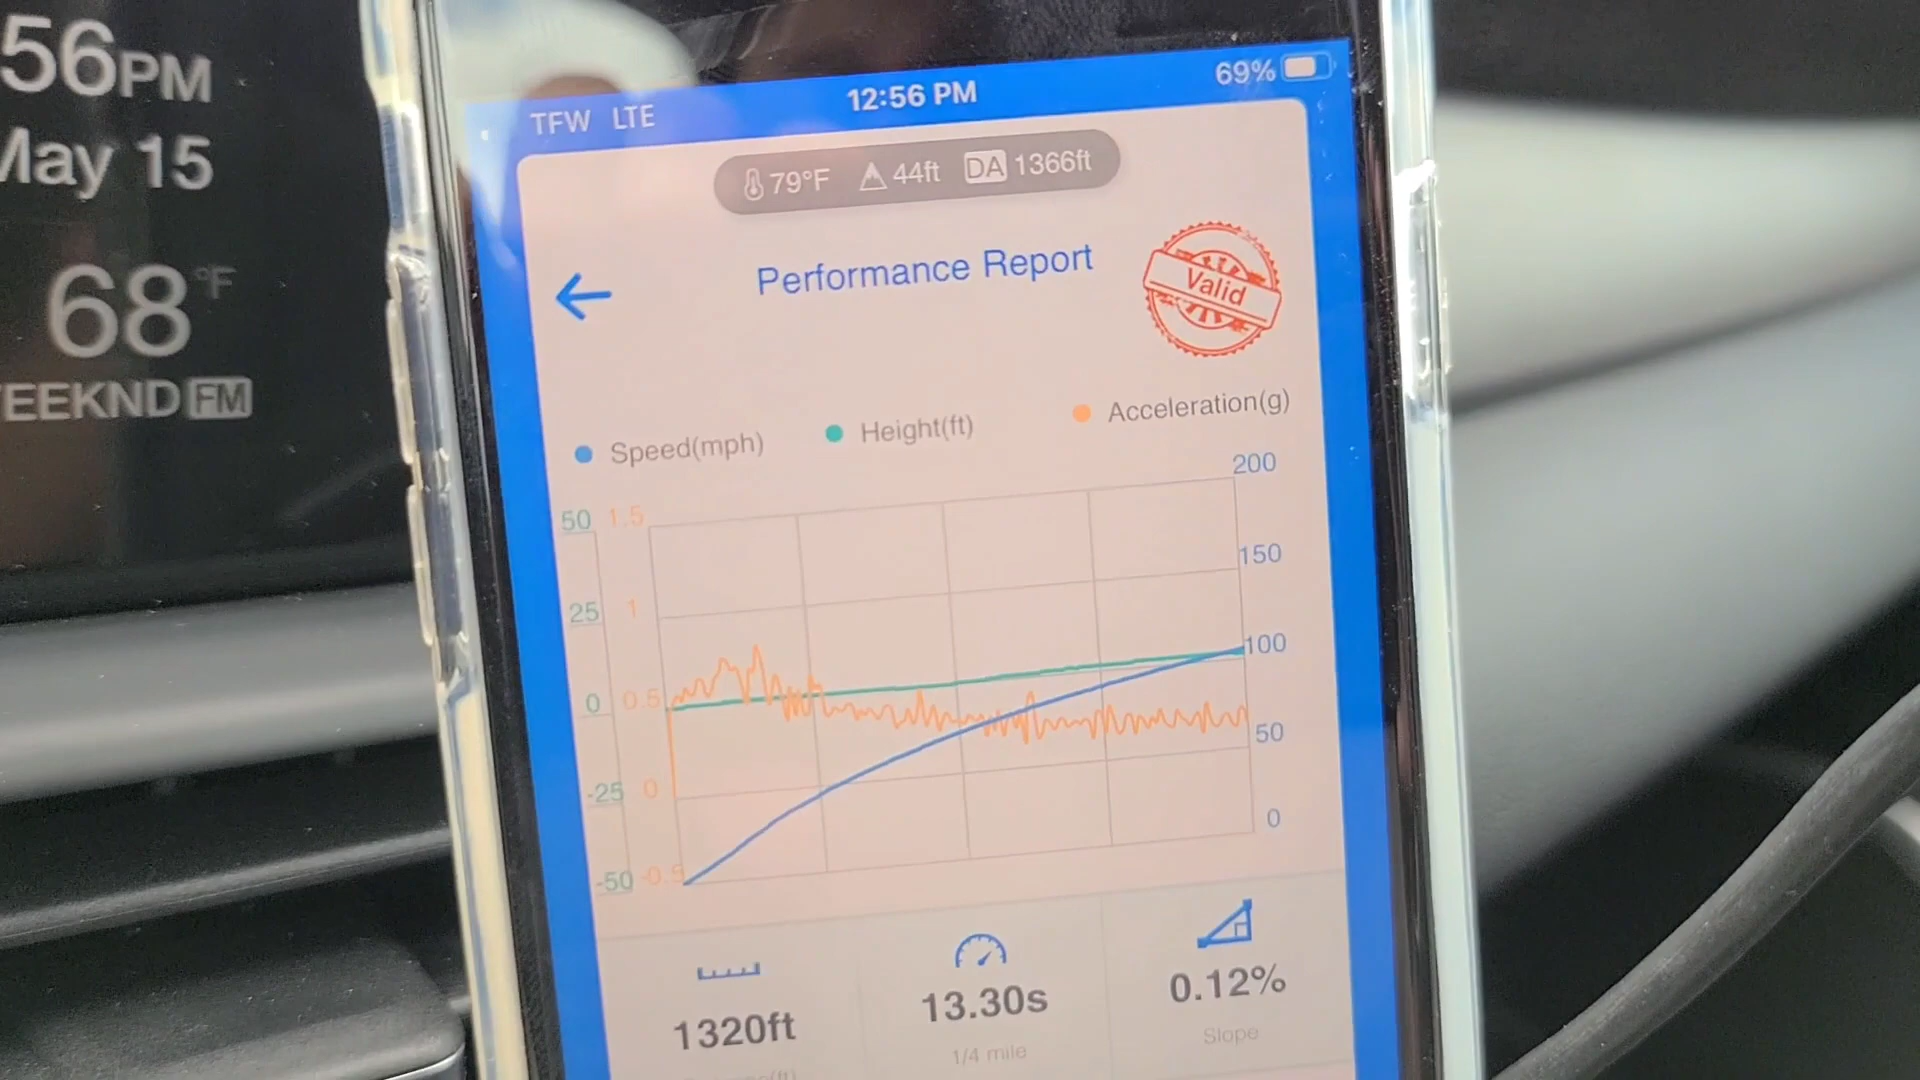 56PM
May 15
68°F
EEKND FM
TFW LTE
12:56 PM
69%
79°F 44ft DA 1366ft
Performance Report
Valid
Speed(mph)
Height(ft)
Acceleration(g)
50 1.5 200
25 1 150
0 0.5 100
-25 0 50
-50 -0.5 0
1320ft
13.30s
1/4 mile
0.12%
Slope